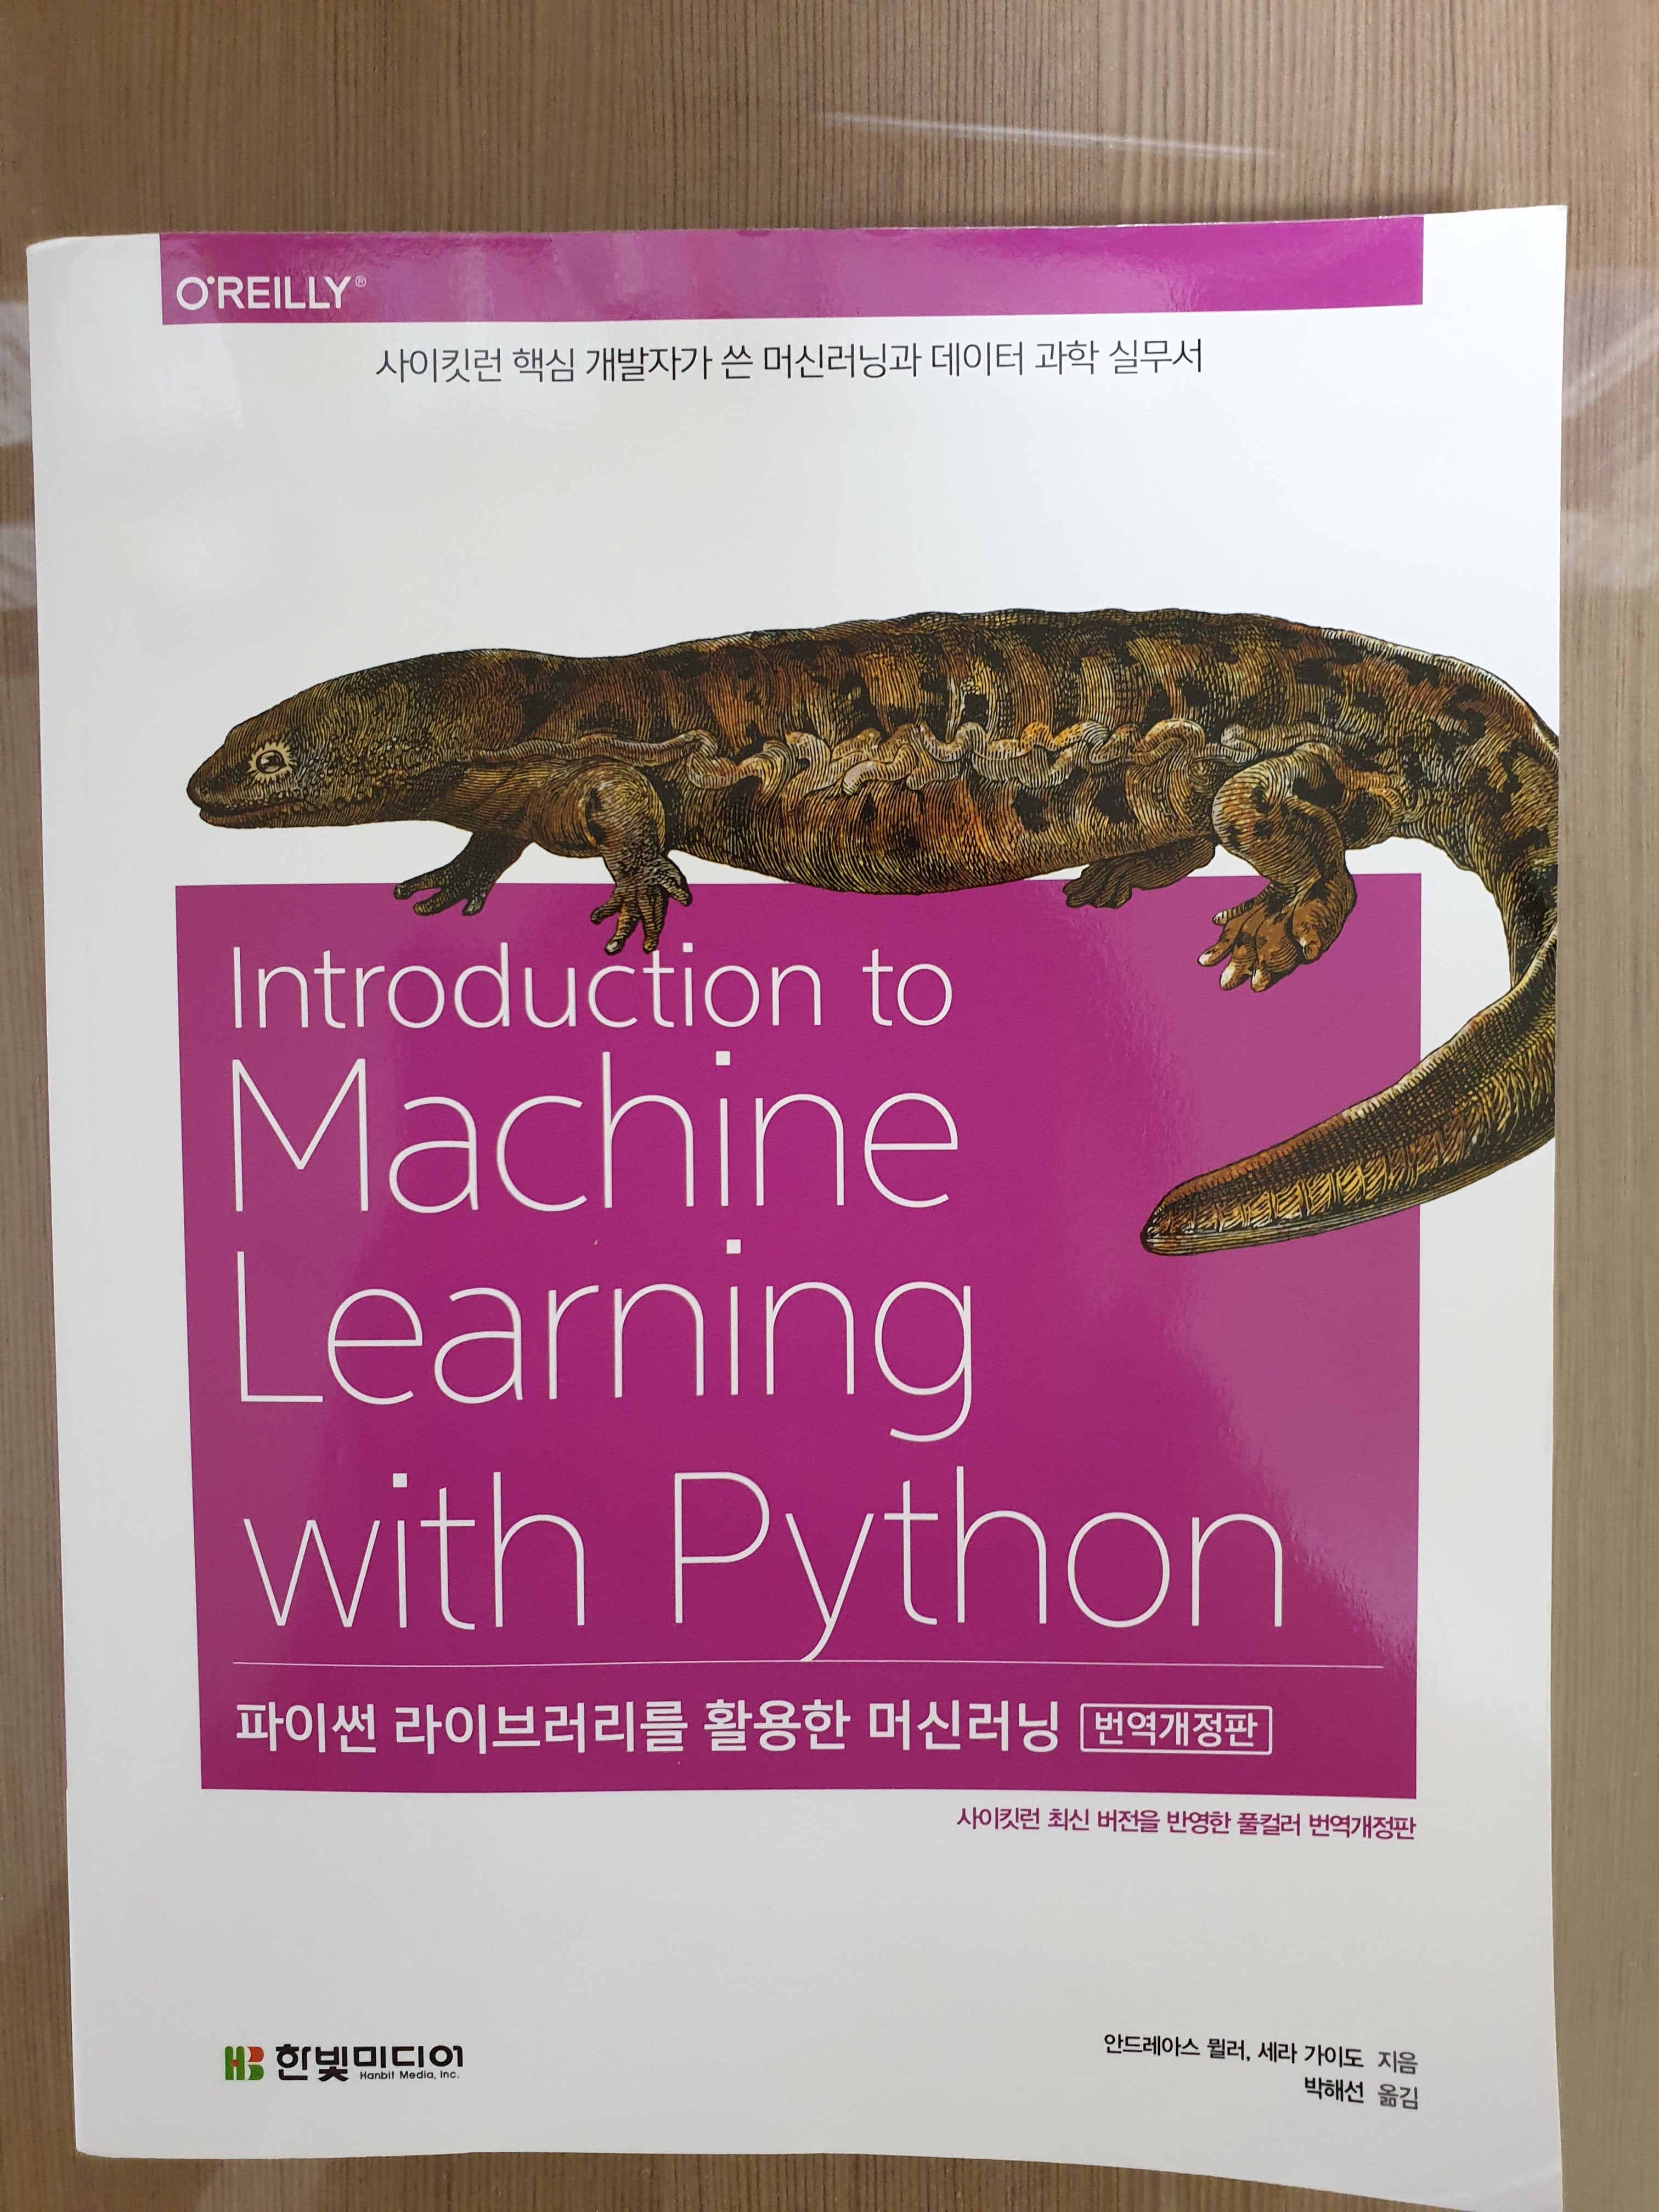 O'REILLY®
사이킷런 핵심 개발자가 쓴 머신러닝과 데이터 과학 실무서
Introduction to
Machine
Learning
with Python
파이썬 라이브러리를 활용한 머신러닝 번역개정판
사이킷런 최신 버전을 반영한 풀컬러 번역개정판
HB 한빛미디어
Hanbit Media, Inc.
안드레아스 뮐러, 세라 가이도 지음
박해선 옮김